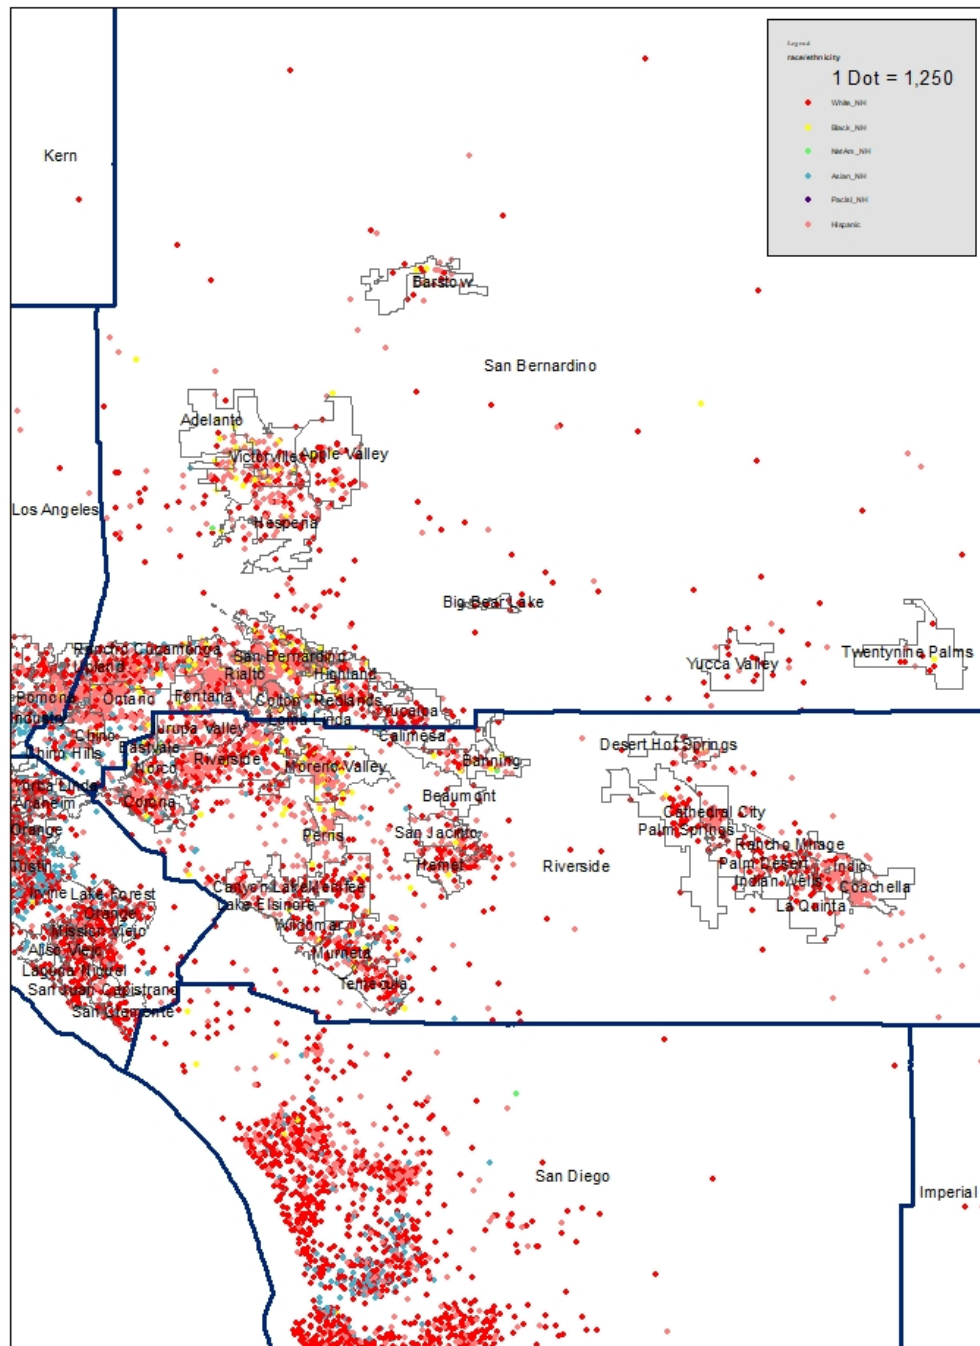 Legend
race/ethnicity
1 Dot = 1,250
White_NH
Black_NH
NatAm_NH
Asian_NH
PacIsl_NH
Hispanic
Kern
Barstow
San Bernardino
Adelanto
Victorville
Apple Valley
Los Angeles
Hesperia
Big Bear Lake
Rancho Cucamonga
Upland
San Bernardino
Yucca Valley
Twentynine Palms
Rialto
Highland
Pomona
Ontario
Fontana
Colton
Redlands
Industry
Loma Linda
Yucaipa
Chino
Jurupa Valley
Calimesa
Chino Hills
Eastvale
Riverside
Moreno Valley
Banning
Desert Hot Springs
Norco
Yorba Linda
Anaheim
Corona
Beaumont
Cathedral City
Orange
Perris
San Jacinto
Palm Springs
Rancho Mirage
Tustin
Hemet
Riverside
Palm Desert
Indio
Irvine
Lake Forest
Canyon Lake
Menifee
Indian Wells
Coachella
Orange
Lake Elsinore
La Quinta
Mission Viejo
Wildomar
Aliso Viejo
Murrieta
Laguna Niguel
Temecula
San Juan Capistrano
San Clemente
San Diego
Imperial